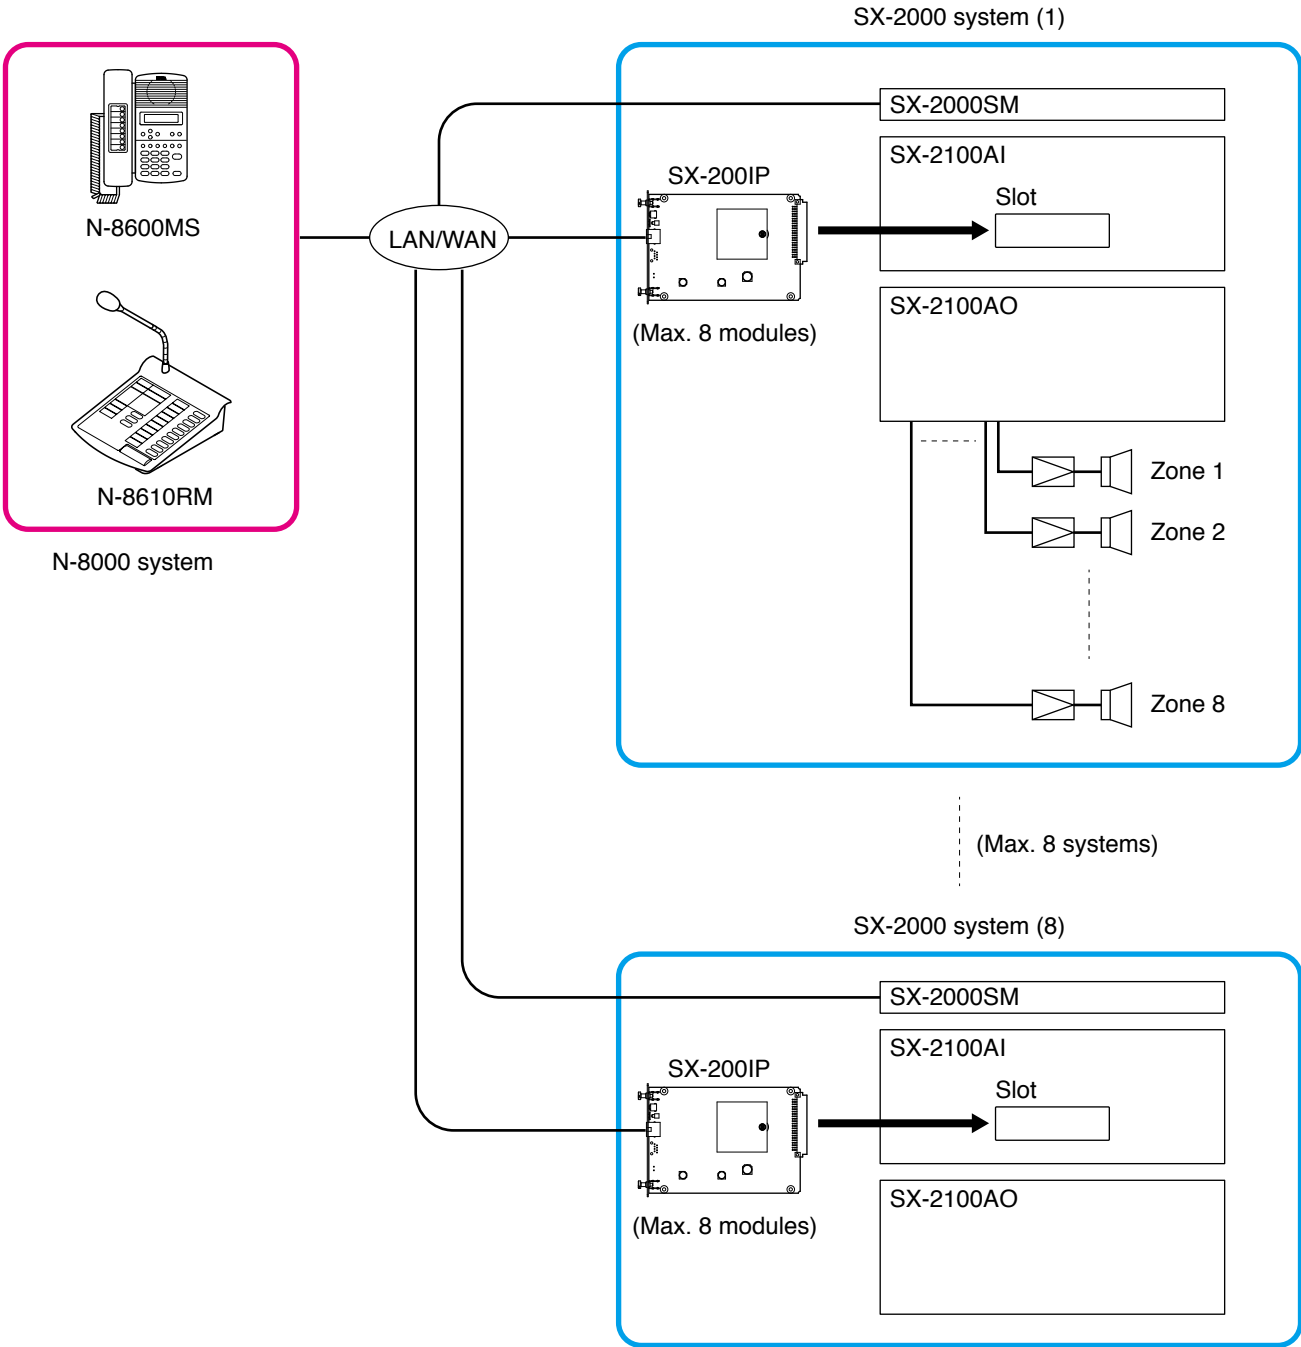 SX-2000 system (1)
SX-2000SM
SX-2100AI
SX-200IP
Slot
N-8600MS
LAN/WAN
SX-2100AO
(Max. 8 modules)
Zone 1
N-8610RM
Zone 2
N-8000 system
Zone 8
(Max. 8 systems)
SX-2000 system (8)
SX-2000SM
SX-2100AI
SX-200IP
Slot
SX-2100AO
(Max. 8 modules)